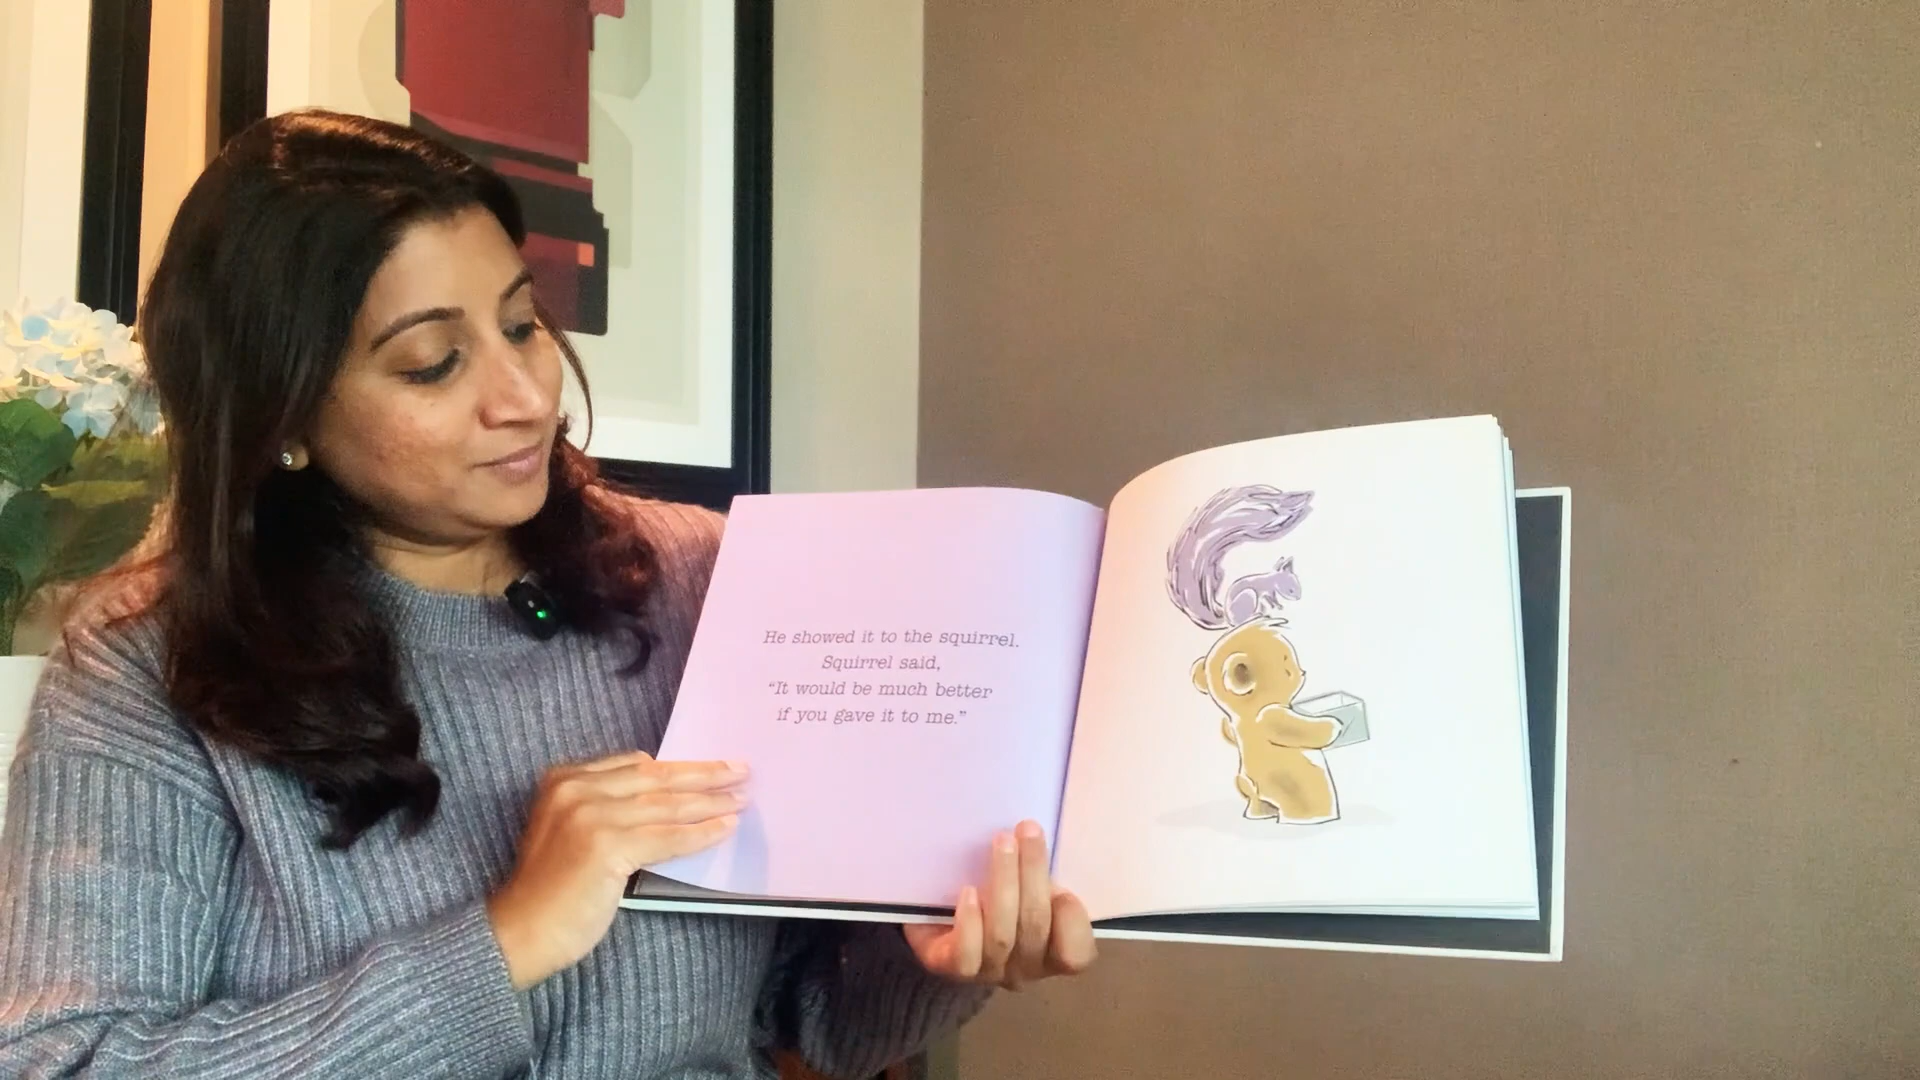 He showed it to the squirrel.
Squirrel said,
“It would be much better
if you gave it to me.”